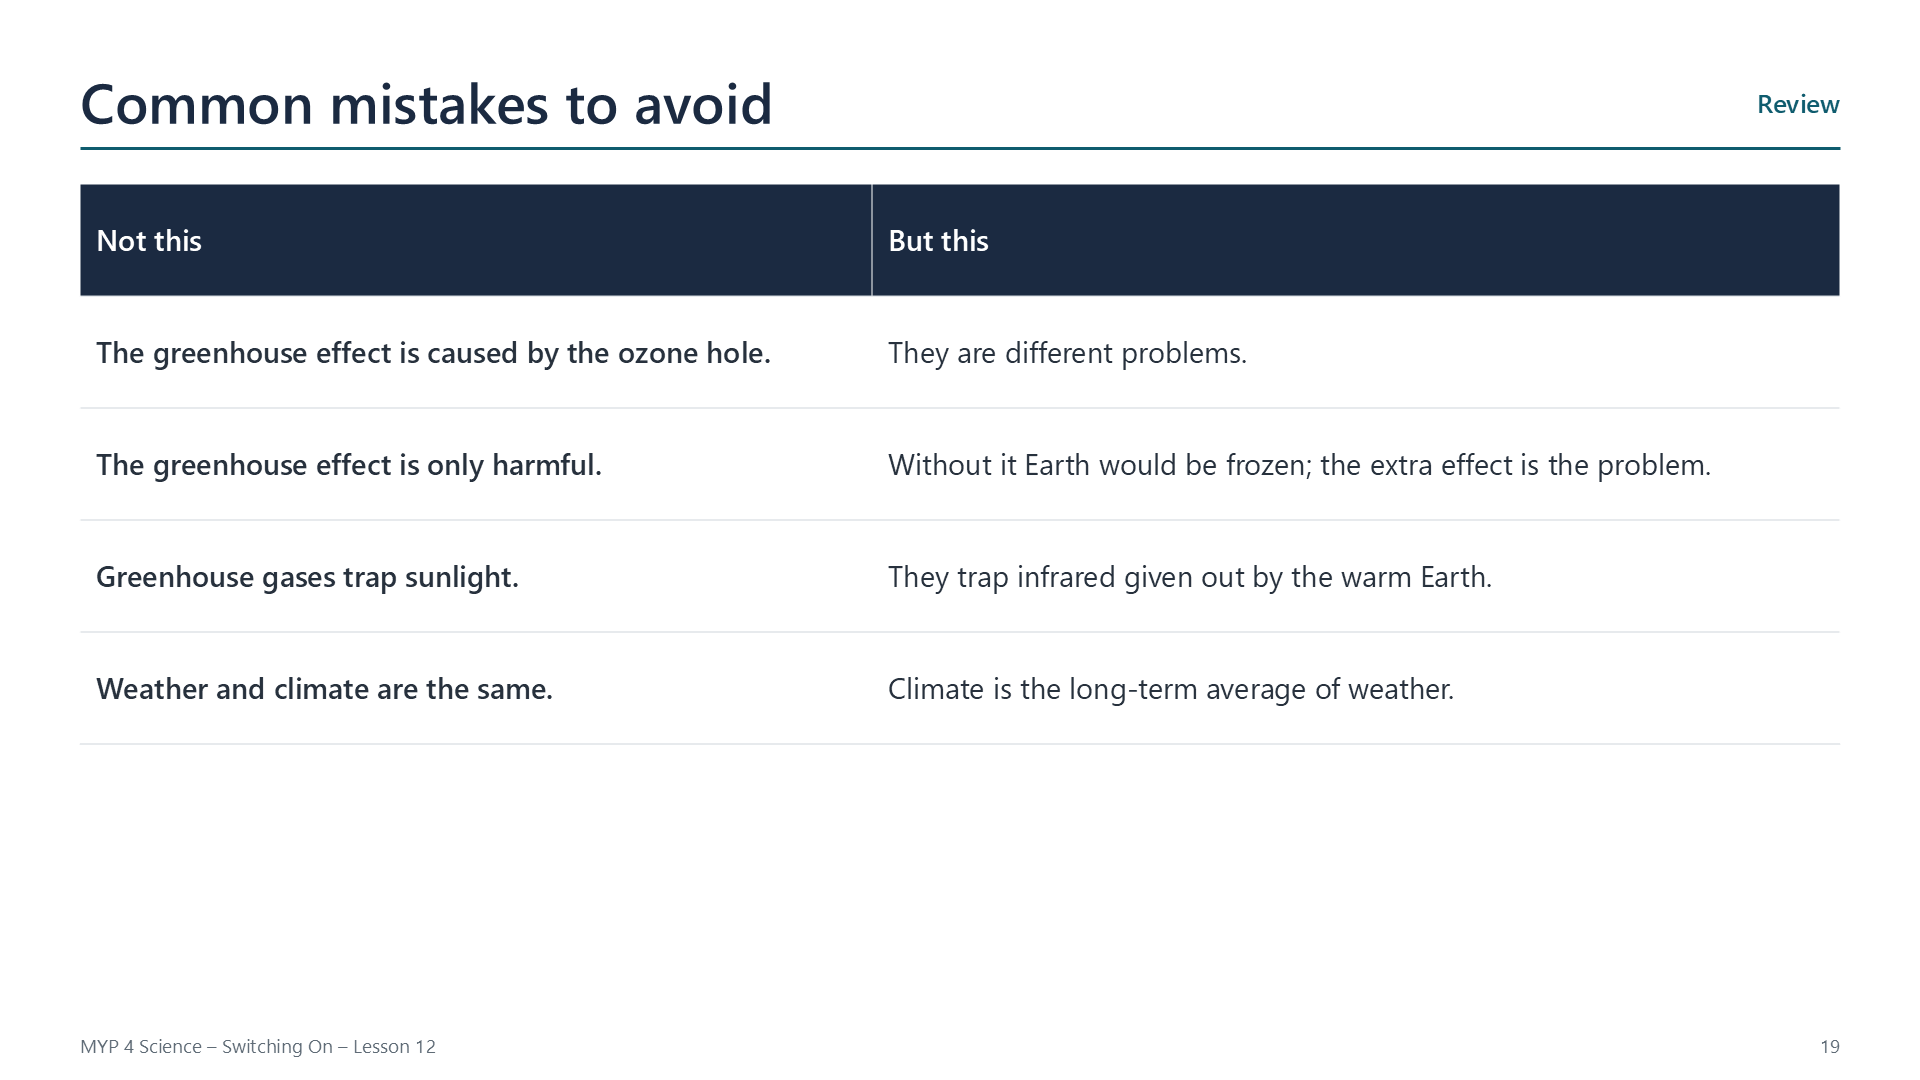 Common mistakes to avoid
Review
Not this
But this
The greenhouse effect is caused by the ozone hole.
They are different problems.
The greenhouse effect is only harmful.
Without it Earth would be frozen; the extra effect is the problem.
Greenhouse gases trap sunlight.
They trap infrared given out by the warm Earth.
Weather and climate are the same.
Climate is the long-term average of weather.
MYP 4 Science – Switching On – Lesson 12
19